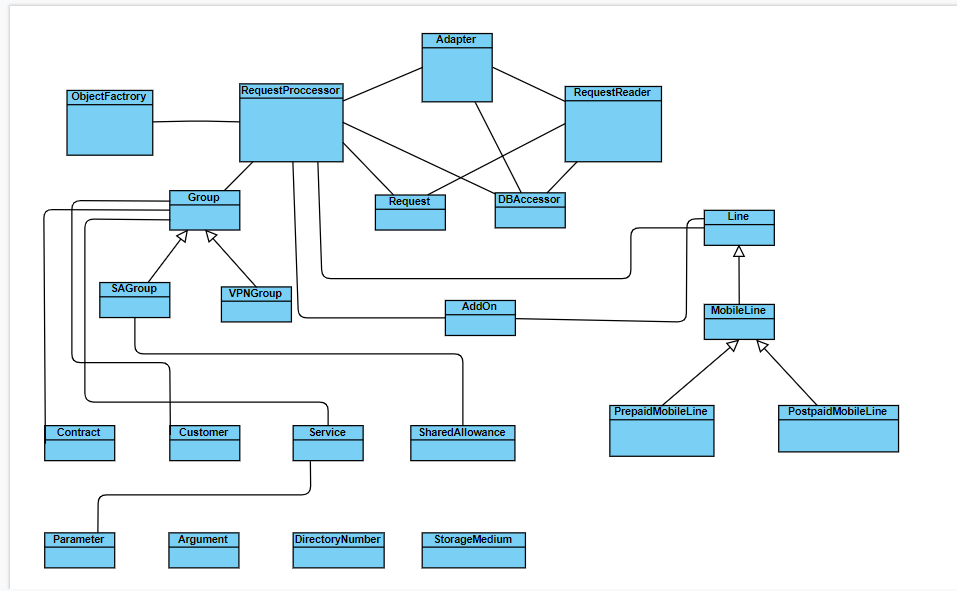 Adapter
ObjectFactrory
RequestProccessor
RequestReader
Group
Request
DBAccessor
Line
SAGroup
VPNGroup
AddOn
MobileLine
PrepaidMobileLine
PostpaidMobileLine
Contract
Customer
Service
SharedAllowance
Parameter
Argument
DirectoryNumber
StorageMedium